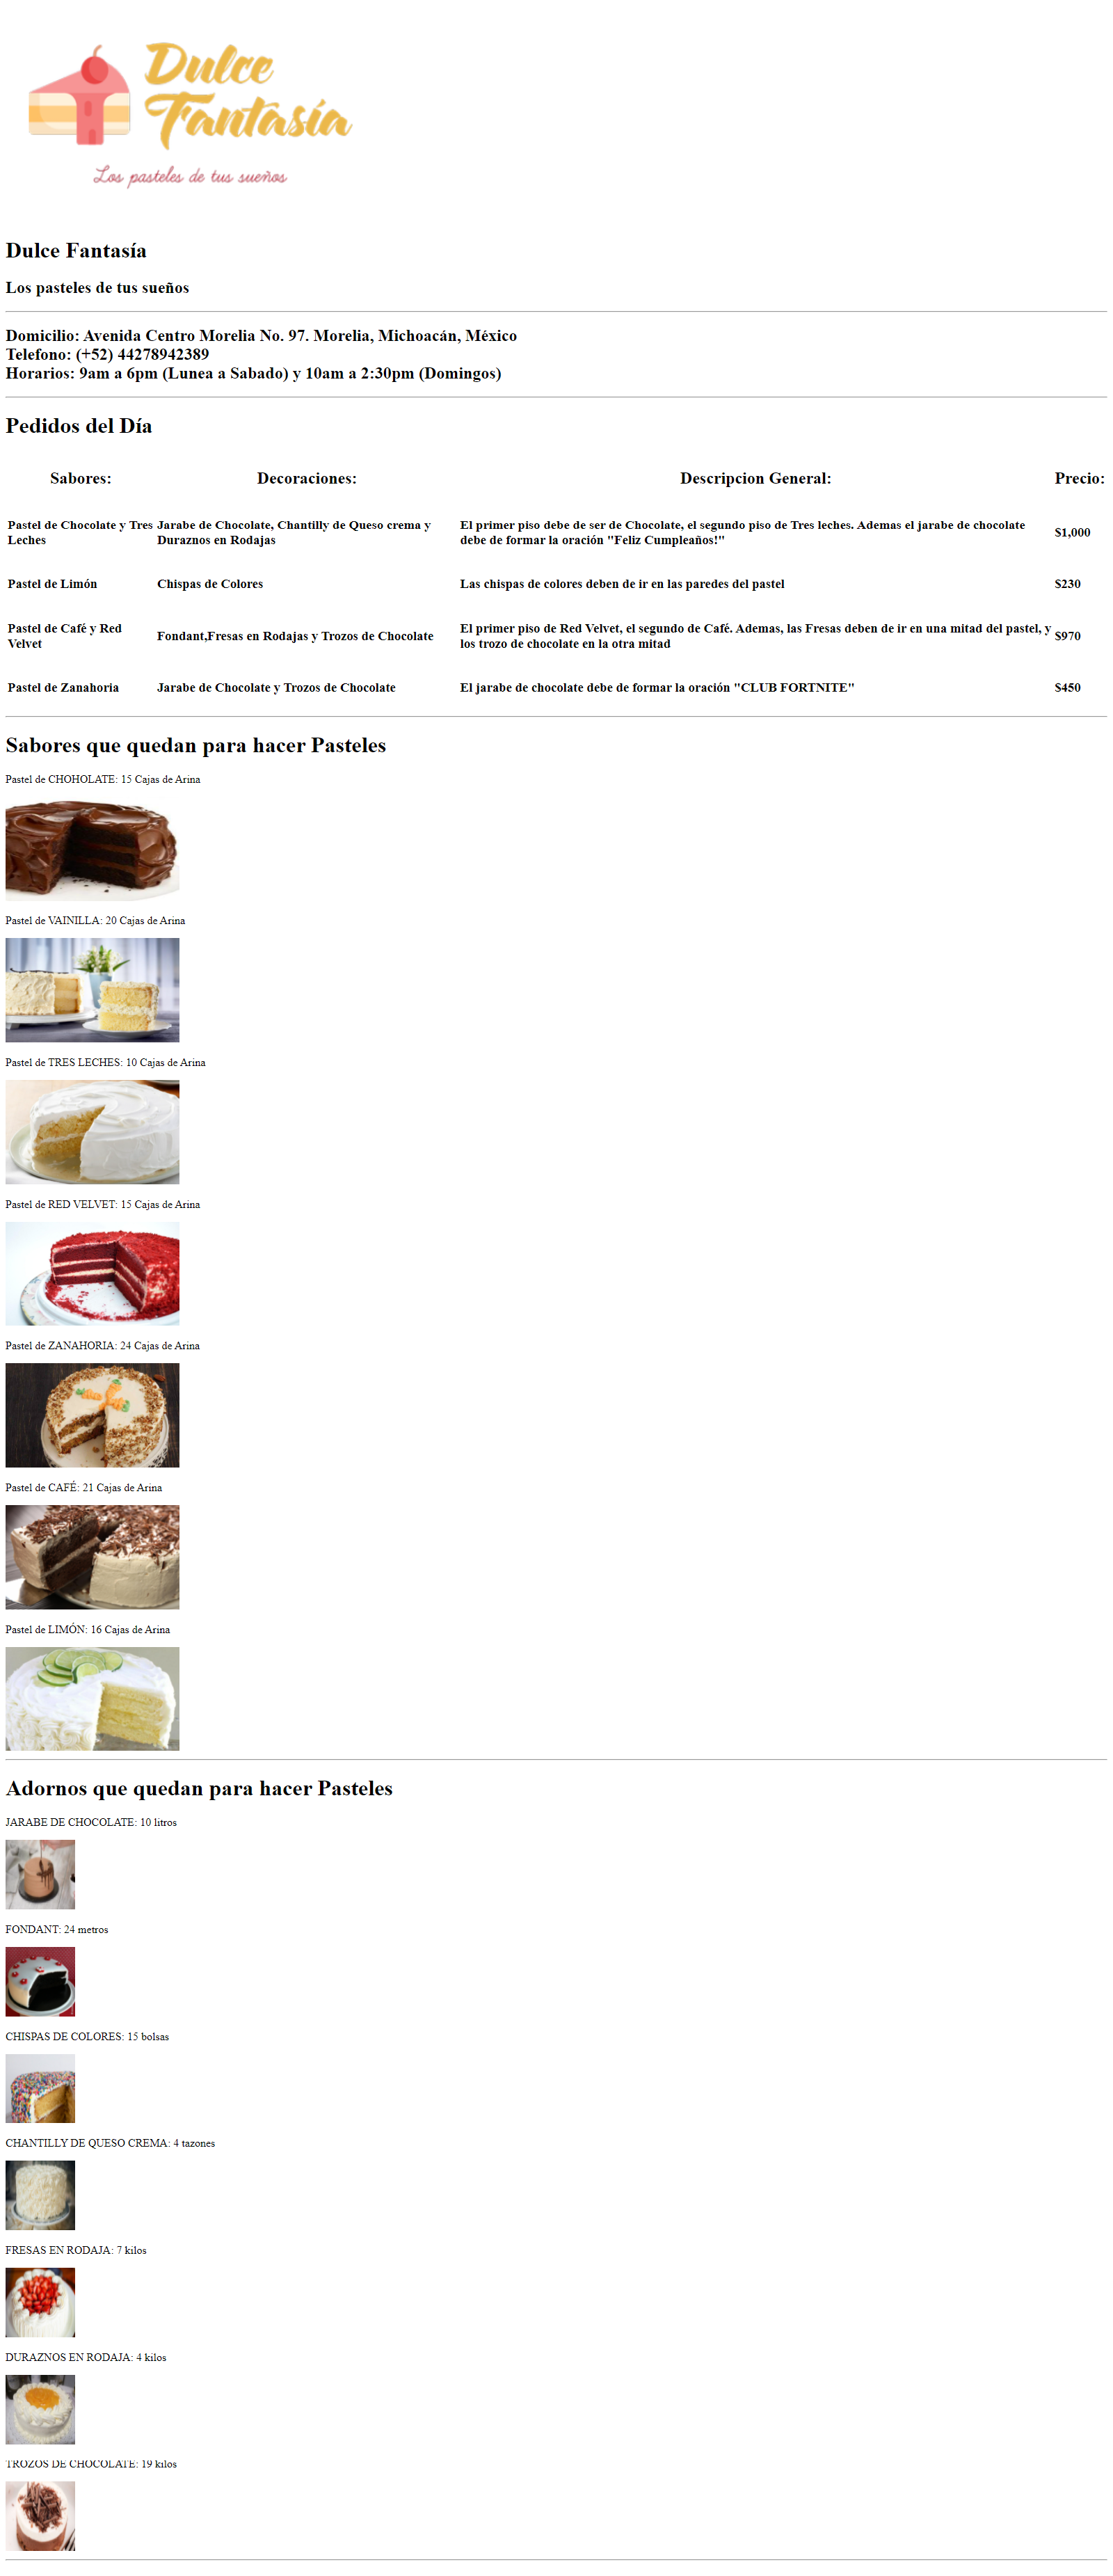 Dulce
Fantasía
Los pasteles de tus sueños
Dulce Fantasía
Los pasteles de tus sueños
Domicilio: Avenida Centro Morelia No. 97. Morelia, Michoacán, México
Telefono: (+52) 44278942389
Horarios: 9am a 6pm (Lunea a Sabado) y 10am a 2:30pm (Domingos)
Pedidos del Día
Sabores: Decoraciones: Descripcion General: Precio:
Pastel de Chocolate y Tres Leches
Jarabe de Chocolate, Chantilly de Queso crema y Duraznos en Rodajas
El primer piso debe de ser de Chocolate, el segundo piso de Tres leches. Ademas el jarabe de chocolate debe de formar la oración "Feliz Cumpleaños!"
$1,000
Pastel de Limón
Chispas de Colores
Las chispas de colores deben de ir en las paredes del pastel
$230
Pastel de Café y Red Velvet
Fondant,Fresas en Rodajas y Trozos de Chocolate
El primer piso de Red Velvet, el segundo de Café. Ademas, las Fresas deben de ir en una mitad del pastel, y los trozo de chocolate en la otra mitad
$970
Pastel de Zanahoria
Jarabe de Chocolate y Trozos de Chocolate
El jarabe de chocolate debe de formar la oración "CLUB FORTNITE"
$450
Sabores que quedan para hacer Pasteles
Pastel de CHOHOLATE: 15 Cajas de Arina
Pastel de VAINILLA: 20 Cajas de Arina
Pastel de TRES LECHES: 10 Cajas de Arina
Pastel de RED VELVET: 15 Cajas de Arina
Pastel de ZANAHORIA: 24 Cajas de Arina
Pastel de CAFÉ: 21 Cajas de Arina
Pastel de LIMÓN: 16 Cajas de Arina
Adornos que quedan para hacer Pasteles
JARABE DE CHOCOLATE: 10 litros
FONDANT: 24 metros
CHISPAS DE COLORES: 15 bolsas
CHANTILLY DE QUESO CREMA: 4 tazones
FRESAS EN RODAJA: 7 kilos
DURAZNOS EN RODAJA: 4 kilos
TROZOS DE CHOCOLATE: 19 kilos